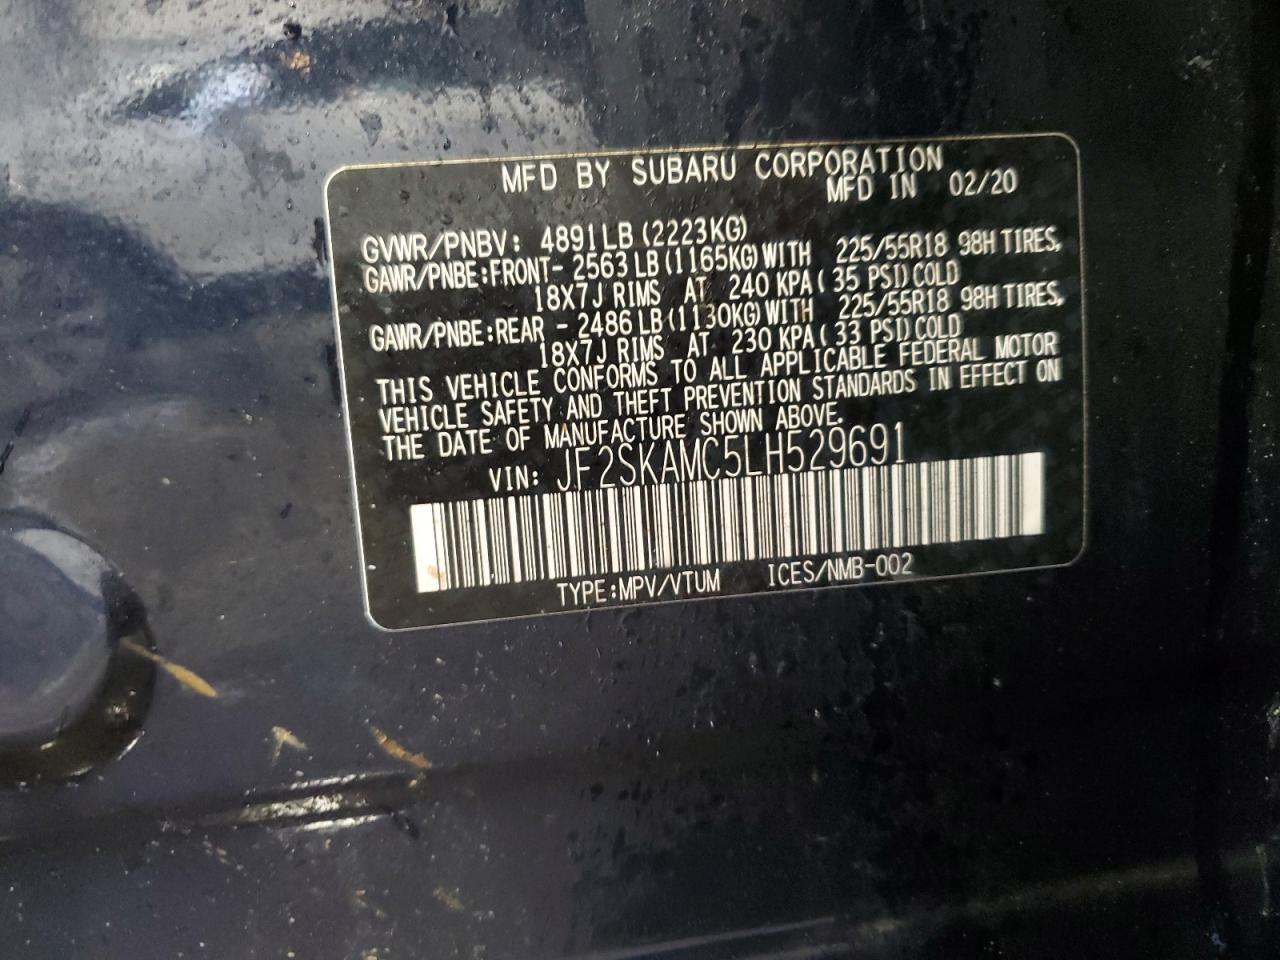 MFD BY SUBARU CORPORATION
MFD IN 02/20
GVWR/PNBV: 4891LB (2223KG)
GAWR/PNBE:FRONT- 2563LB (1165KG)WITH 225/55R18 98H TIRES,
18X7J RIMS AT 240 KPA( 35 PSI)COLD
GAWR/PNBE:REAR - 2486LB (1130KG)WITH 225/55R18 98H TIRES,
18X7J RIMS AT 230 KPA( 33 PSI)COLD
THIS VEHICLE CONFORMS TO ALL APPLICABLE FEDERAL MOTOR
VEHICLE SAFETY AND THEFT PREVENTION STANDARDS IN EFFECT ON
THE DATE OF MANUFACTURE SHOWN ABOVE.
VIN: JF2SKAMC5LH529691
TYPE:MPV/VTUM ICES/NMB-002